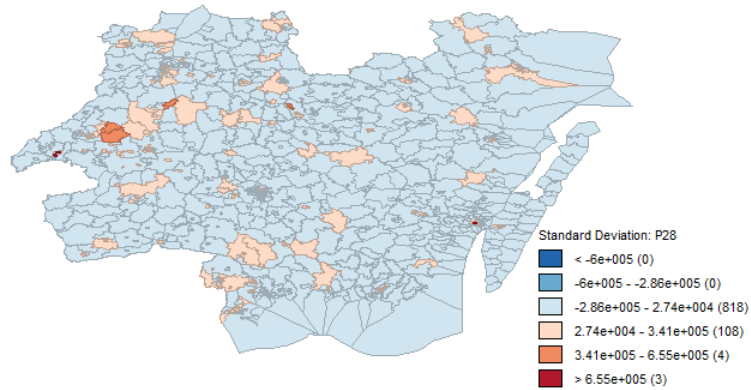 Standard Deviation: P28
< -6e+005 (0)
-6e+005 - -2.86e+005 (0)
-2.86e+005 - 2.74e+004 (818)
2.74e+004 - 3.41e+005 (108)
3.41e+005 - 6.55e+005 (4)
> 6.55e+005 (3)